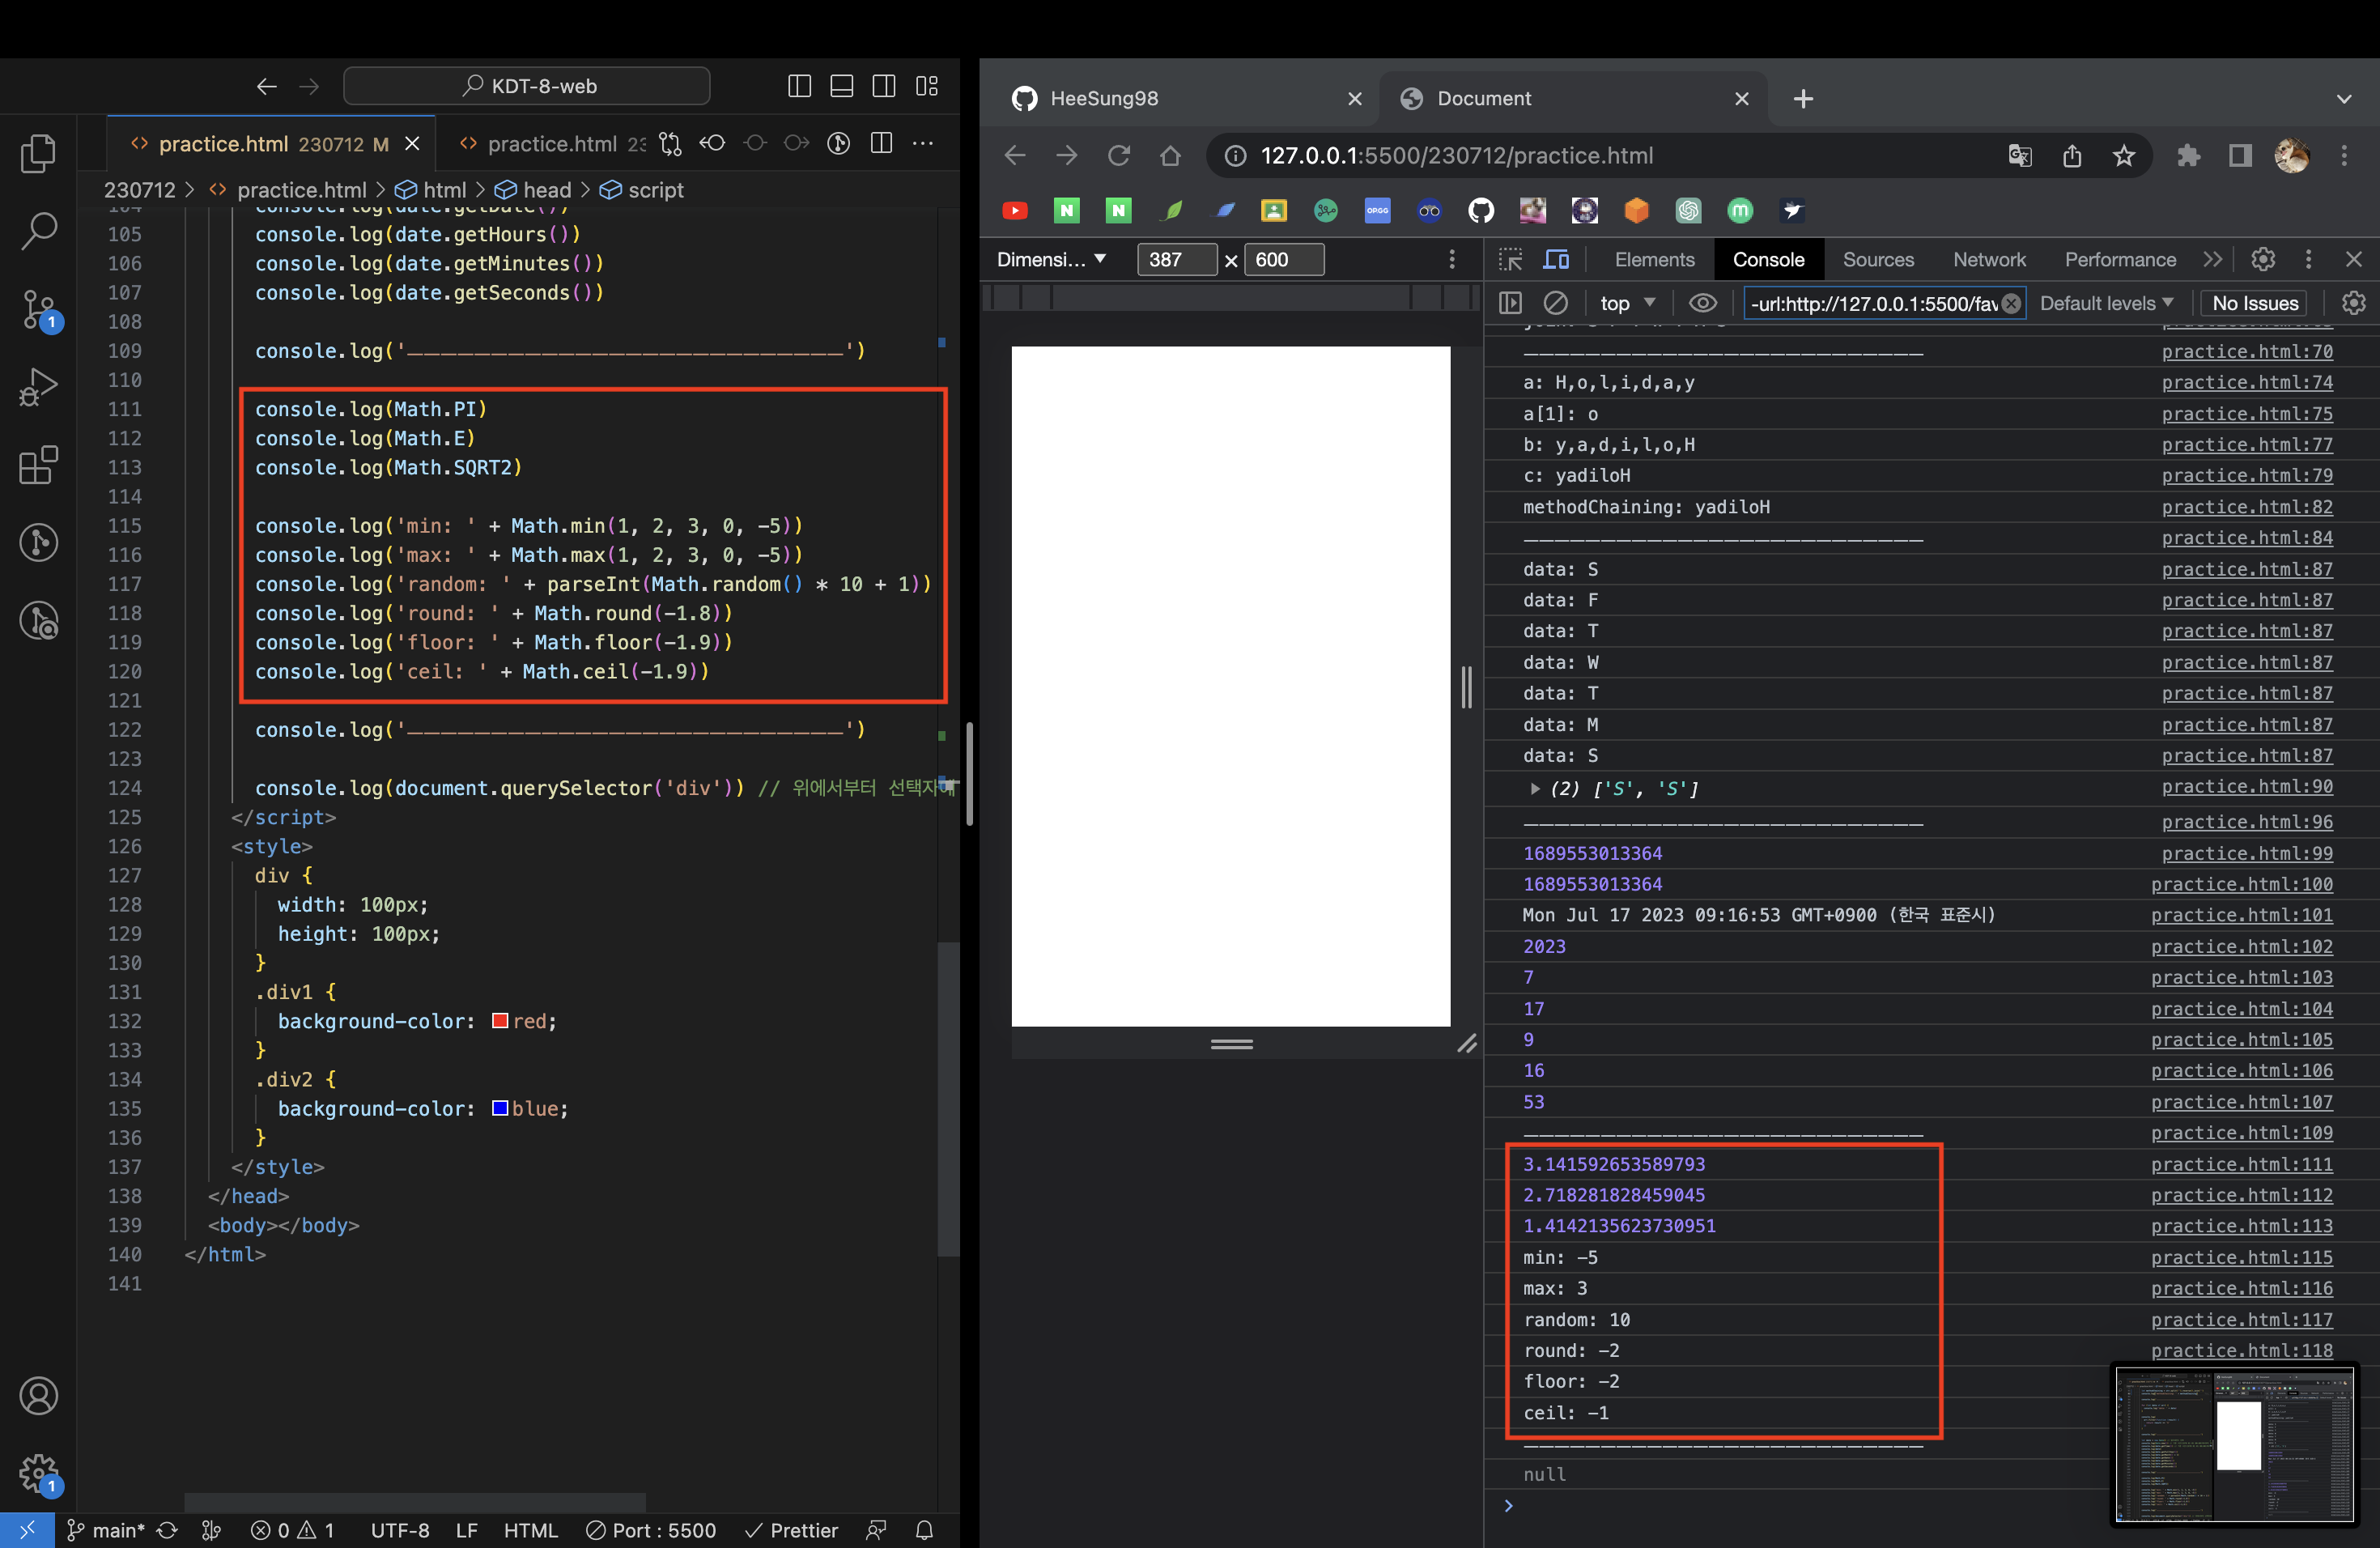 KDT-8-web
practice.html 230712 M
practice.html 23
230712 > practice.html > html > head > script
104 console.log(date.getDate())
105 console.log(date.getHours())
106 console.log(date.getMinutes())
107 console.log(date.getSeconds())
108
109 console.log('——————————————————————————')
110
111 console.log(Math.PI)
112 console.log(Math.E)
113 console.log(Math.SQRT2)
114
115 console.log('min: ' + Math.min(1, 2, 3, 0, -5))
116 console.log('max: ' + Math.max(1, 2, 3, 0, -5))
117 console.log('random: ' + parseInt(Math.random() * 10 + 1))
118 console.log('round: ' + Math.round(-1.8))
119 console.log('floor: ' + Math.floor(-1.9))
120 console.log('ceil: ' + Math.ceil(-1.9))
121
122 console.log('——————————————————————————')
123
124 console.log(document.querySelector('div')) // 위에서부터 선택자에
125 </script>
126 <style>
127 div {
128 width: 100px;
129 height: 100px;
130 }
131 .div1 {
132 background-color: red;
133 }
134 .div2 {
135 background-color: blue;
136 }
137 </style>
138 </head>
139 <body></body>
140 </html>
141
1
1
main* 0 1 UTF-8 LF HTML Port : 5500 Prettier
HeeSung98
Document
127.0.0.1:5500/230712/practice.html
N N OPGG m
Dimensi... 387 × 600
Elements Console Sources Network Performance
top -url:http://127.0.0.1:5500/fav Default levels No Issues
—————————————————————————— practice.html:70
a: H,o,l,i,d,a,y practice.html:74
a[1]: o practice.html:75
b: y,a,d,i,l,o,H practice.html:77
c: yadiloH practice.html:79
methodChaining: yadiloH practice.html:82
—————————————————————————— practice.html:84
data: S practice.html:87
data: F practice.html:87
data: T practice.html:87
data: W practice.html:87
data: T practice.html:87
data: M practice.html:87
data: S practice.html:87
(2) ['S', 'S'] practice.html:90
—————————————————————————— practice.html:96
1689553013364 practice.html:99
1689553013364 practice.html:100
Mon Jul 17 2023 09:16:53 GMT+0900 (한국 표준시) practice.html:101
2023 practice.html:102
7 practice.html:103
17 practice.html:104
9 practice.html:105
16 practice.html:106
53 practice.html:107
—————————————————————————— practice.html:109
3.141592653589793 practice.html:111
2.718281828459045 practice.html:112
1.4142135623730951 practice.html:113
min: -5 practice.html:115
max: 3 practice.html:116
random: 10 practice.html:117
round: -2 practice.html:118
floor: -2
ceil: -1
——————————————————————————
null